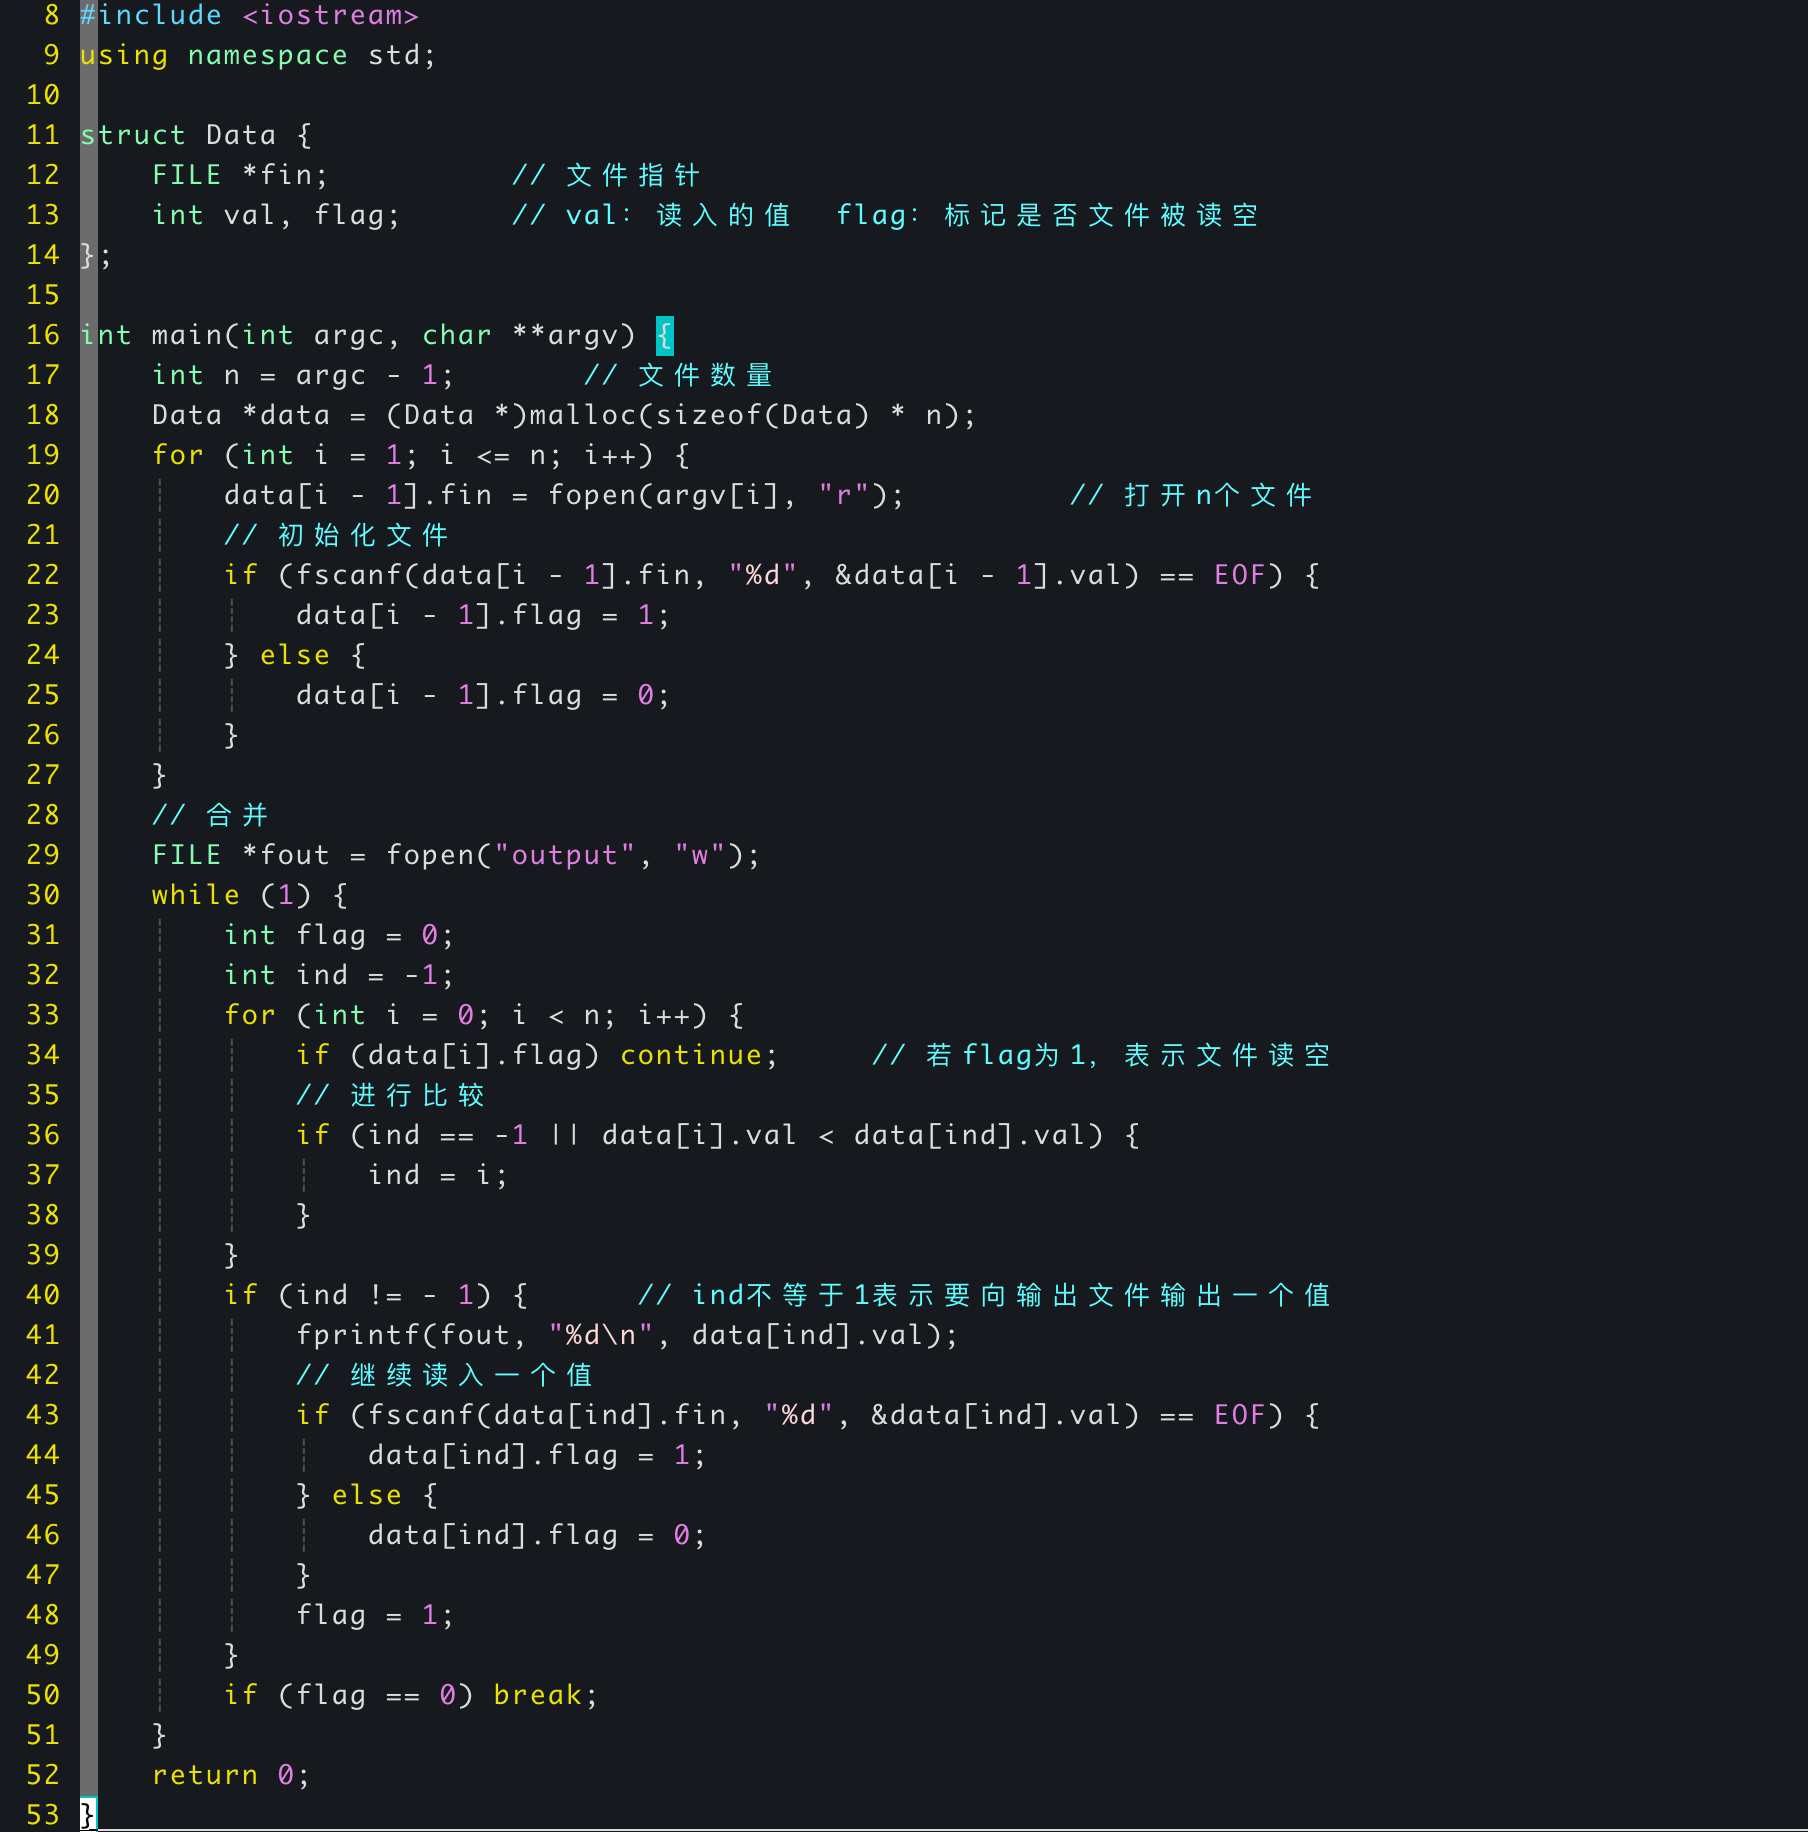 8 #include <iostream>
9 using namespace std;
10
11 struct Data {
12     FILE *fin;          // 文件指针
13     int val, flag;      // val: 读入的值  flag: 标记是否文件被读空
14 };
15
16 int main(int argc, char **argv) {
17     int n = argc - 1;       // 文件数量
18     Data *data = (Data *)malloc(sizeof(Data) * n);
19     for (int i = 1; i <= n; i++) {
20         data[i - 1].fin = fopen(argv[i], "r");         // 打开n个文件
21         // 初始化文件
22         if (fscanf(data[i - 1].fin, "%d", &data[i - 1].val) == EOF) {
23             data[i - 1].flag = 1;
24         } else {
25             data[i - 1].flag = 0;
26         }
27     }
28     // 合并
29     FILE *fout = fopen("output", "w");
30     while (1) {
31         int flag = 0;
32         int ind = -1;
33         for (int i = 0; i < n; i++) {
34             if (data[i].flag) continue;     // 若flag为1, 表示文件读空
35             // 进行比较
36             if (ind == -1 || data[i].val < data[ind].val) {
37                 ind = i;
38             }
39         }
40         if (ind != - 1) {      // ind不等于1表示要向输出文件输出一个值
41             fprintf(fout, "%d\n", data[ind].val);
42             // 继续读入一个值
43             if (fscanf(data[ind].fin, "%d", &data[ind].val) == EOF) {
44                 data[ind].flag = 1;
45             } else {
46                 data[ind].flag = 0;
47             }
48             flag = 1;
49         }
50         if (flag == 0) break;
51     }
52     return 0;
53 }